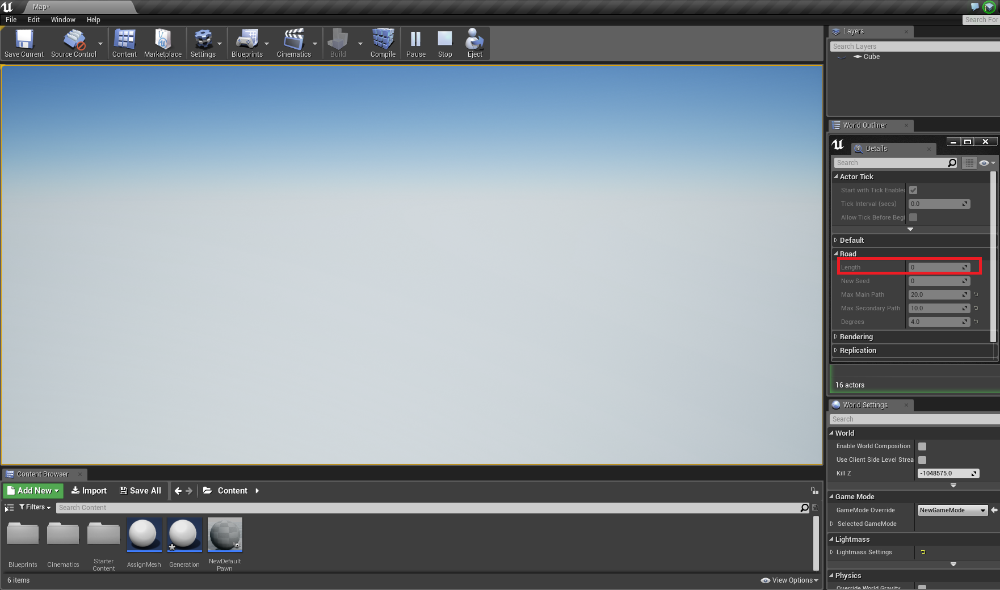 Map*
File Edit Window Help
Search For
Save Current Source Control Content Marketplace Settings Blueprints Cinematics Build Compile Pause Stop Eject
Layers
Search Layers
Cube
World Outliner
Details
Search
Actor Tick
Start with Tick Enabled
Tick Interval (secs) 0.0
Allow Tick Before Begi
Default
Road
Length 0
New Seed 0
Max Main Path 20.0
Max Secondary Path 10.0
Degrees 4.0
Rendering
Replication
16 actors
World Settings
Search
World
Enable World Composition
Use Client Side Level Strea
Kill Z -1048575.0
Game Mode
GameMode Override NewGameMode
Selected GameMode
Lightmass
Lightmass Settings
Physics
Override World Gravity
Content Browser
Add New Import Save All Content
Filters Search Content
Blueprints Cinematics Starter Content AssignMesh Generation NewDefault Pawn
6 items View Options